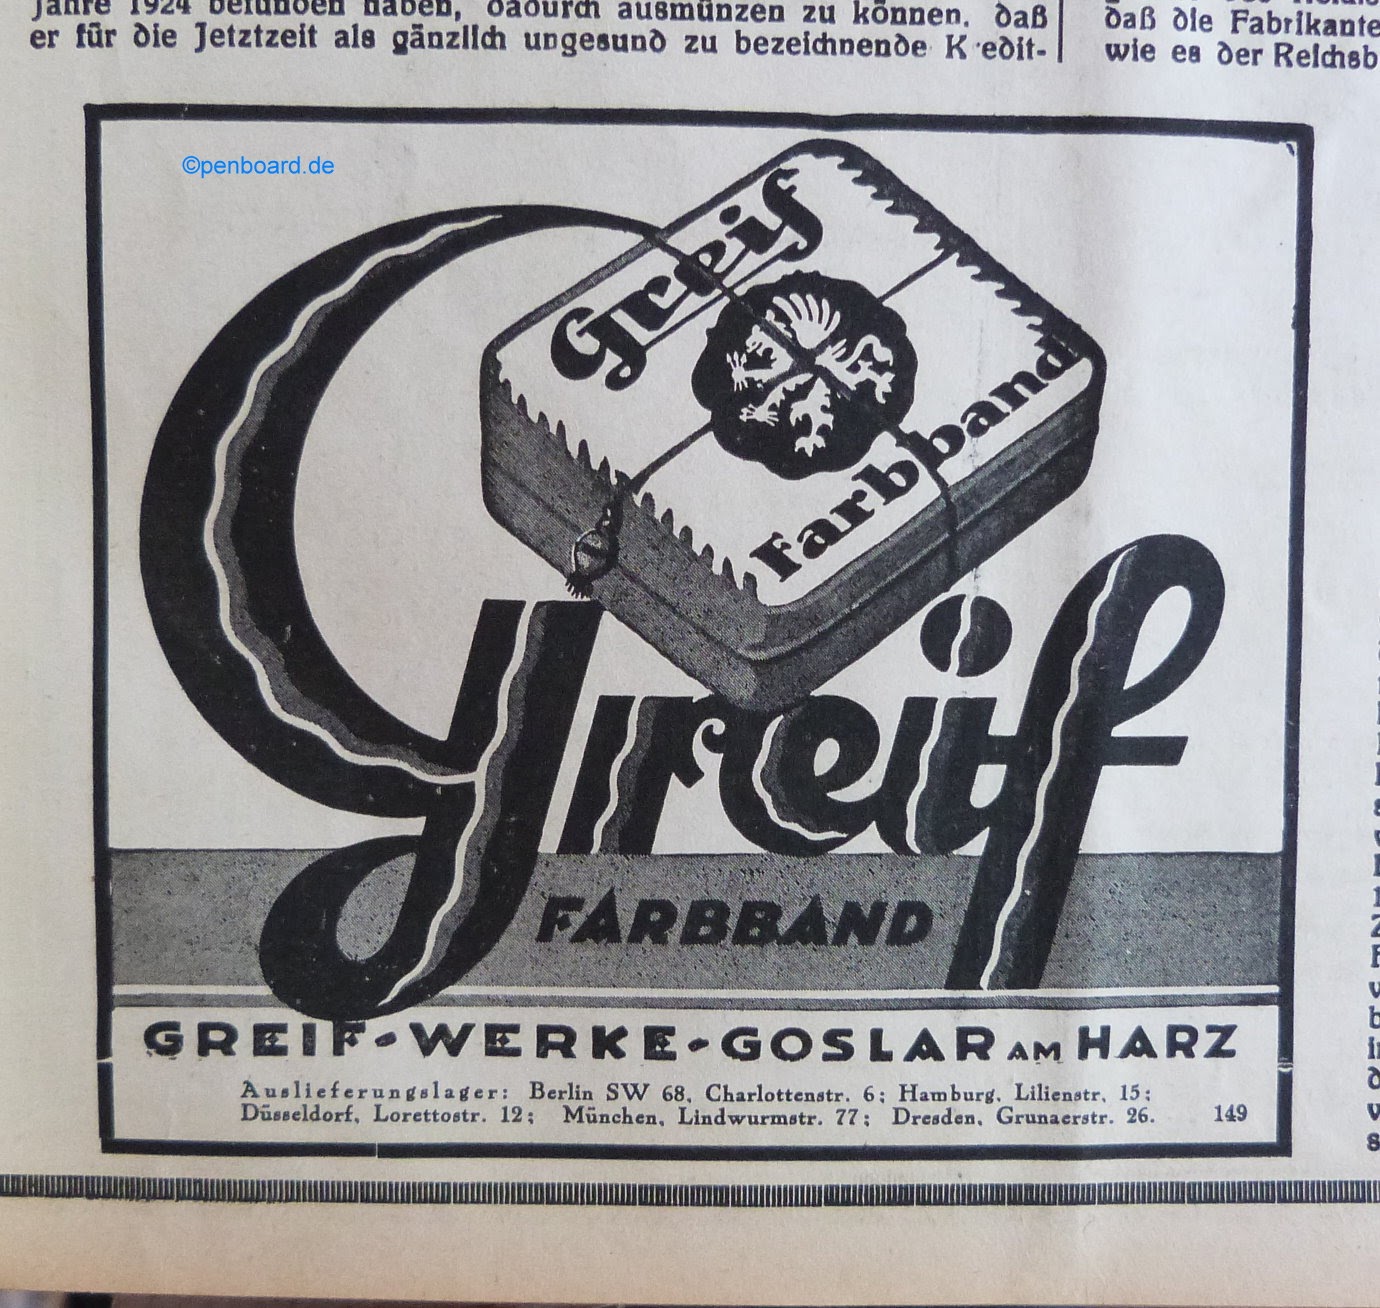 Jahre 1924 befunden haben, dadurch ausmünzen zu können, daß
er für die Jetztzeit als gänzlich ungesund zu bezeichnende K edit-
daß die Fabrikante
wie es der Reichsb
©penboard.de
Greif
Farbband
Greif
FARBBAND
GREIF-WERKE-GOSLAR AM HARZ
Auslieferungslager: Berlin SW 68, Charlottenstr. 6; Hamburg, Lilienstr. 15;
Düsseldorf, Lorettostr. 12; München, Lindwurmstr. 77; Dresden, Grunaerstr. 26. 149